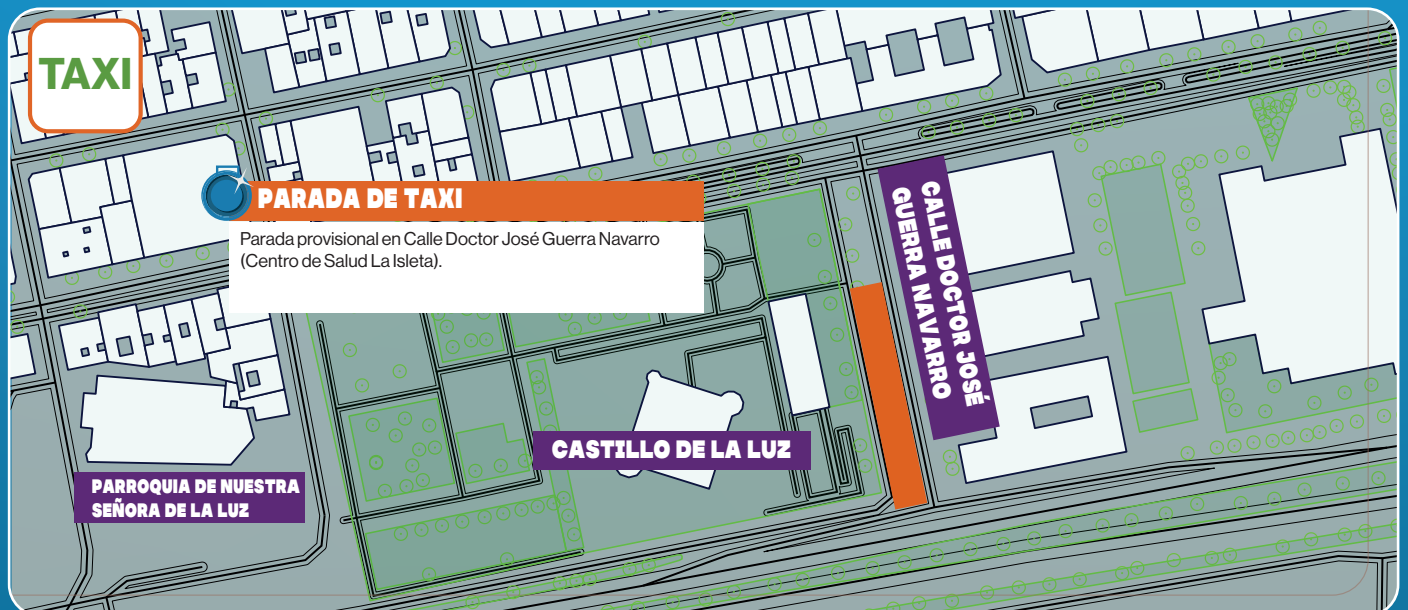 TAXI
PARADA DE TAXI
Parada provisional en Calle Doctor José Guerra Navarro
(Centro de Salud La Isleta).
CALLE DOCTOR JOSÉ
GUERRA NAVARRO
CASTILLO DE LA LUZ
PARROQUIA DE NUESTRA
SEÑORA DE LA LUZ